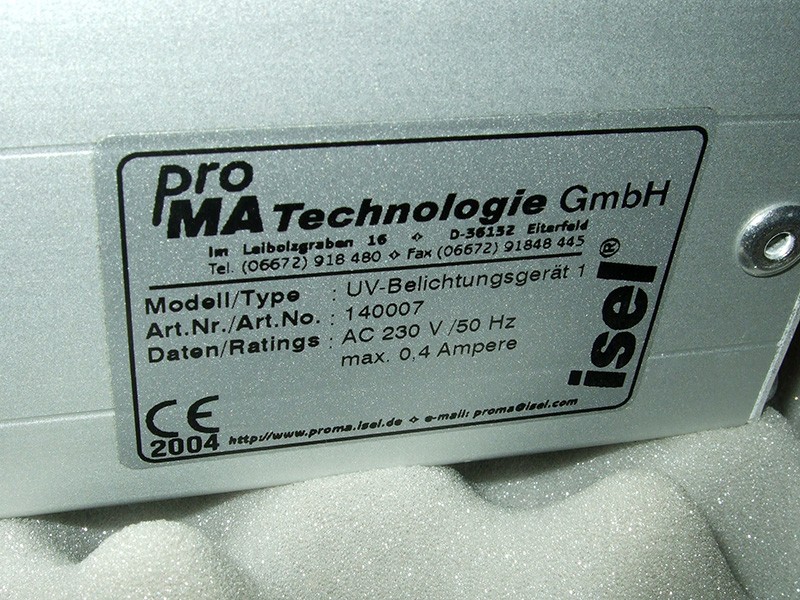 pro
MA Technologie GmbH
Im Leibolzgraben 16 ⟡ D-36132 Eiterfeld
Tel. (06672) 918 480 ⟡ Fax (06672) 91848 445
Modell/Type : UV-Belichtungsgerät 1
Art.Nr./Art.No. : 140007
Daten/Ratings : AC 230 V /50 Hz
max. 0,4 Ampere
isel®
CE
2004 http://www.proma.isel.de ⟡ e-mail: proma@isel.com